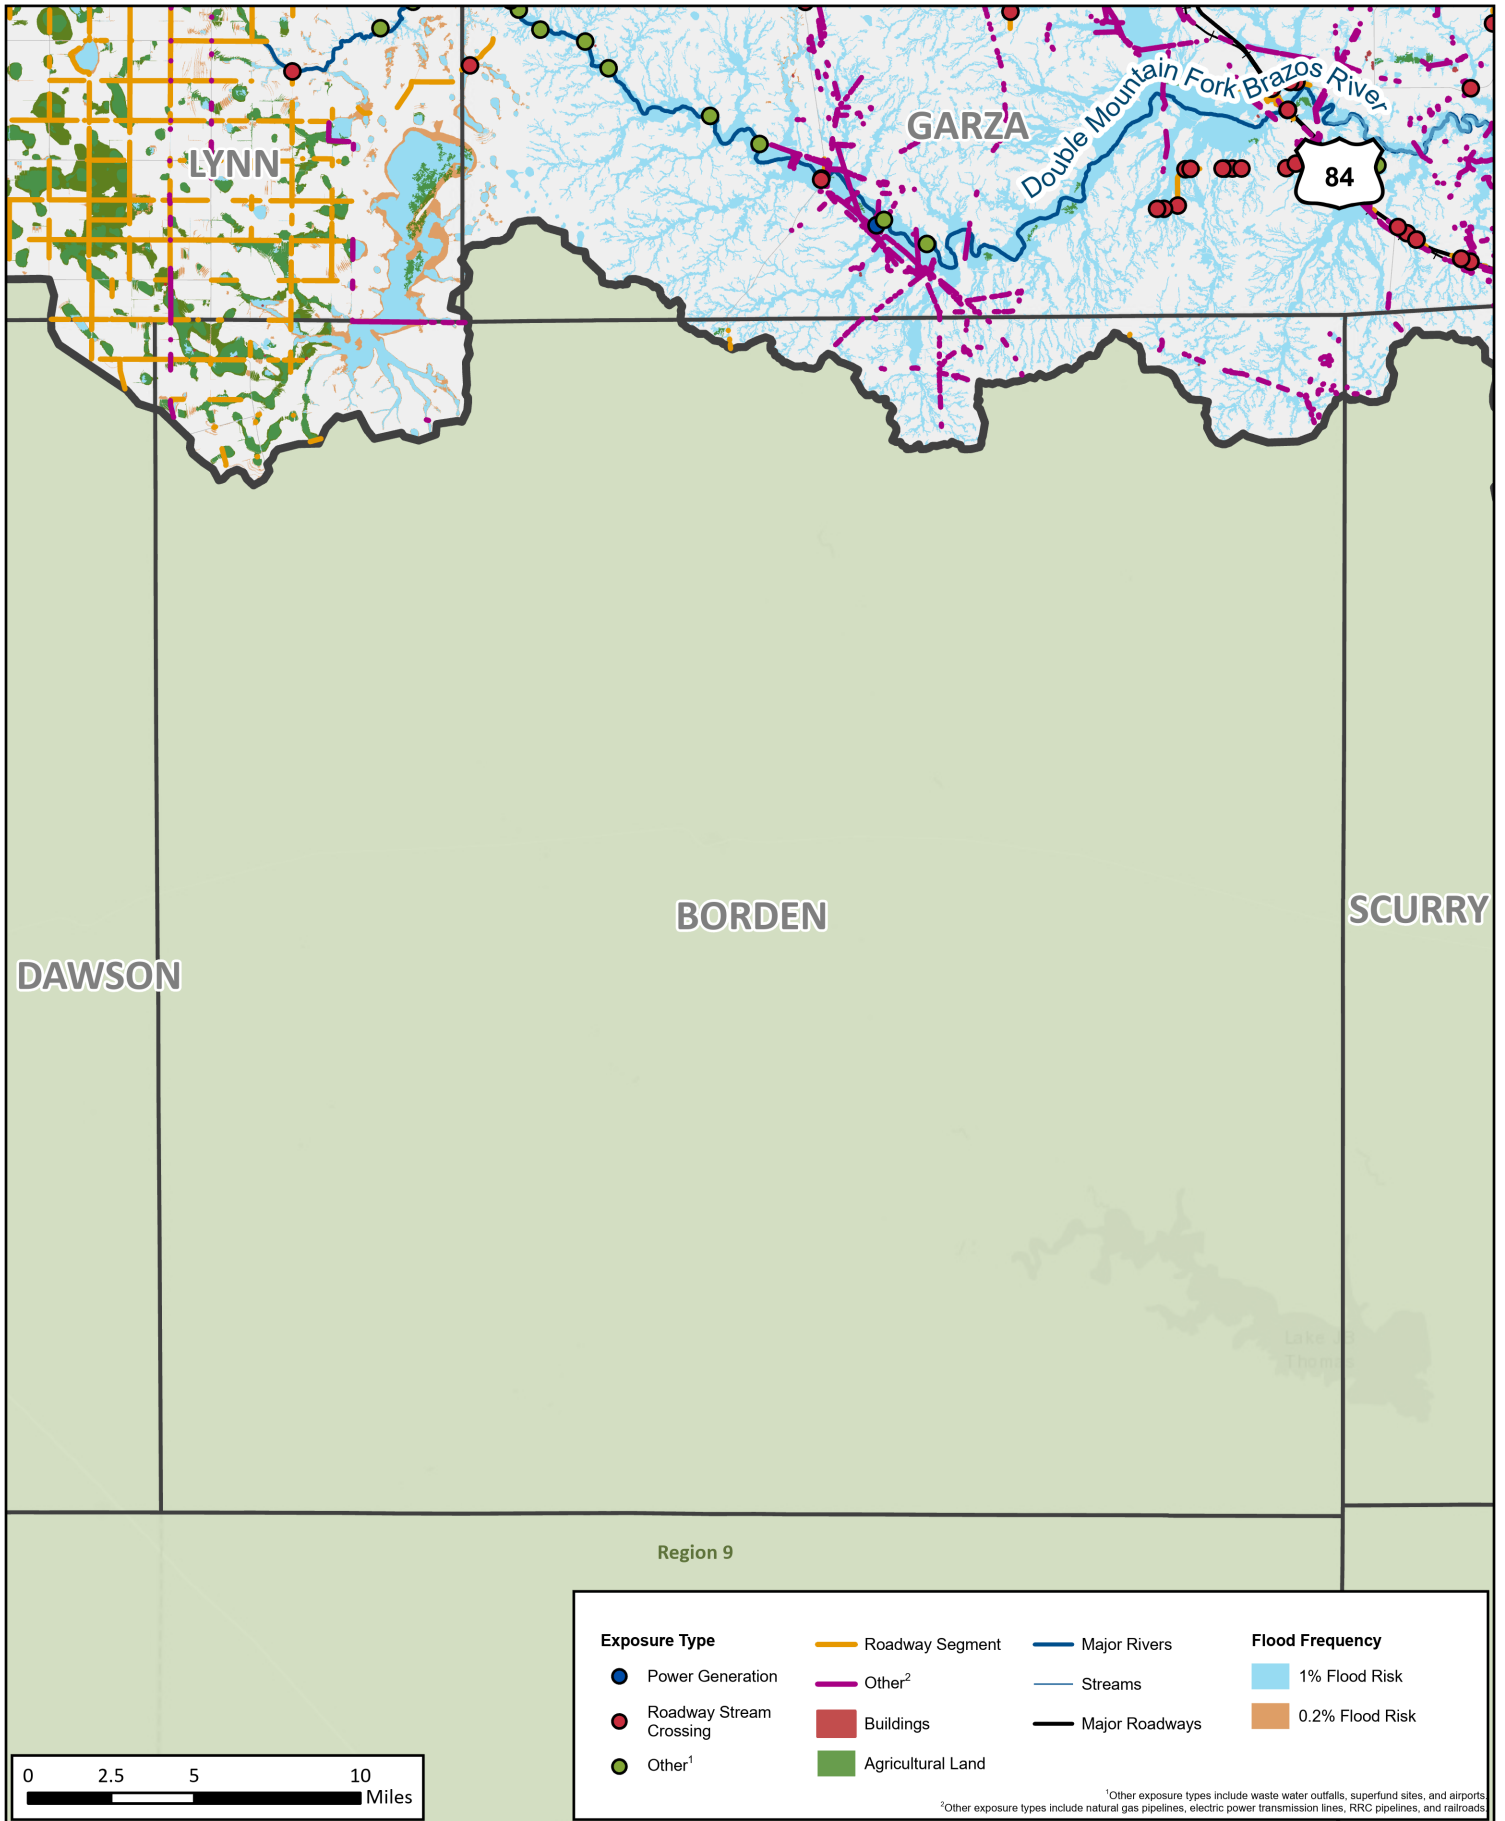 LYNN
GARZA
Double Mountain Fork Brazos River
84
BORDEN
SCURRY
DAWSON
Lake JB
Thomas
Region 9
Exposure Type
Power Generation
Roadway Stream
Crossing
Other1
Roadway Segment
Other2
Buildings
Agricultural Land
Major Rivers
Streams
Major Roadways
Flood Frequency
1% Flood Risk
0.2% Flood Risk
1Other exposure types include waste water outfalls, superfund sites, and airports.
2Other exposure types include natural gas pipelines, electric power transmission lines, RRC pipelines, and railroads.
0 2.5 5 10
Miles